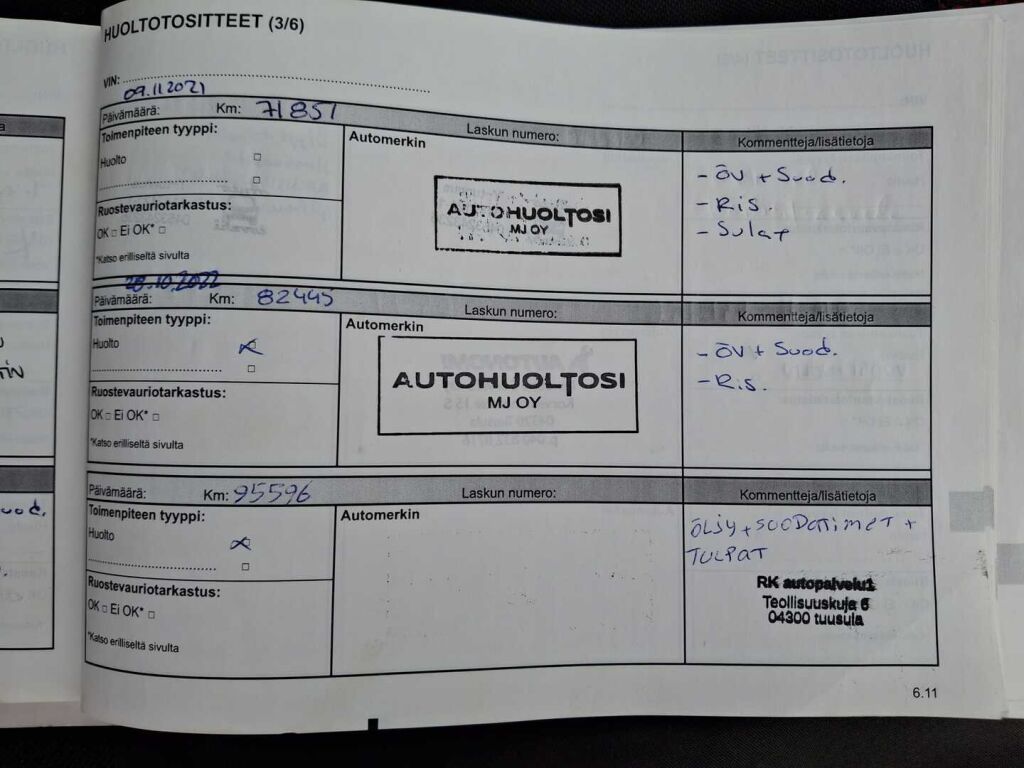 HUOLTOTOSITTEET (3/6)
VIN:
09.11.2021
Päivämäärä: Km: 71851 Laskun numero: Kommentteja/lisätietoja
Toimenpiteen tyyppi:
Automerkin
Huolto □
□
Ruostevauriotarkastus:
OK □ Ei OK* □
*Katso erilliseltä sivulta
AUTOHUOLTOSI
MJ OY
- ÖV + Suod.
- Ris.
- Sulat
28.10.2022
Päivämäärä: Km: 82445 Laskun numero: Kommentteja/lisätietoja
Toimenpiteen tyyppi:
Automerkin
Huolto X
□
Ruostevauriotarkastus:
OK □ Ei OK* □
*Katso erilliseltä sivulta
AUTOHUOLTOSI
MJ OY
- ÖV + Suod.
- Ris.
Päivämäärä: Km: 95596 Laskun numero: Kommentteja/lisätietoja
Toimenpiteen tyyppi:
Automerkin
Huolto X
□
Ruostevauriotarkastus:
OK □ Ei OK* □
*Katso erilliseltä sivulta
ÖLJY + SUODATIMET +
TULPAT
RK autopalvelu1
Teollisuuskuja 6
04300 tuusula
6.11